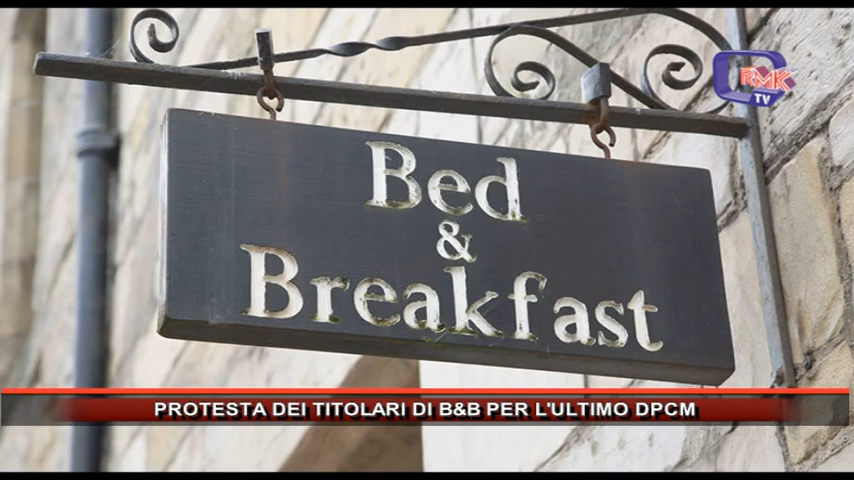 RMK
TV
Bed
&
Breakfast
PROTESTA DEI TITOLARI DI B&B PER L'ULTIMO DPCM